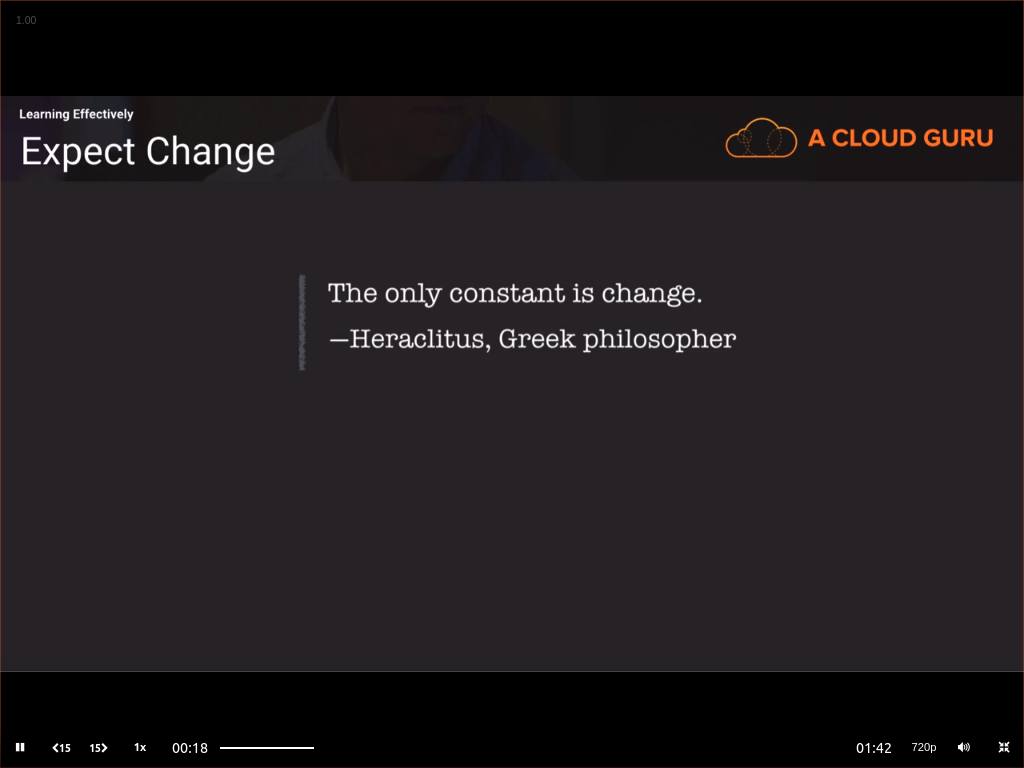 1.00
Learning Effectively
Expect Change
A CLOUD GURU
The only constant is change.
—Heraclitus, Greek philosopher
15 15 1x 00:18 01:42 720p